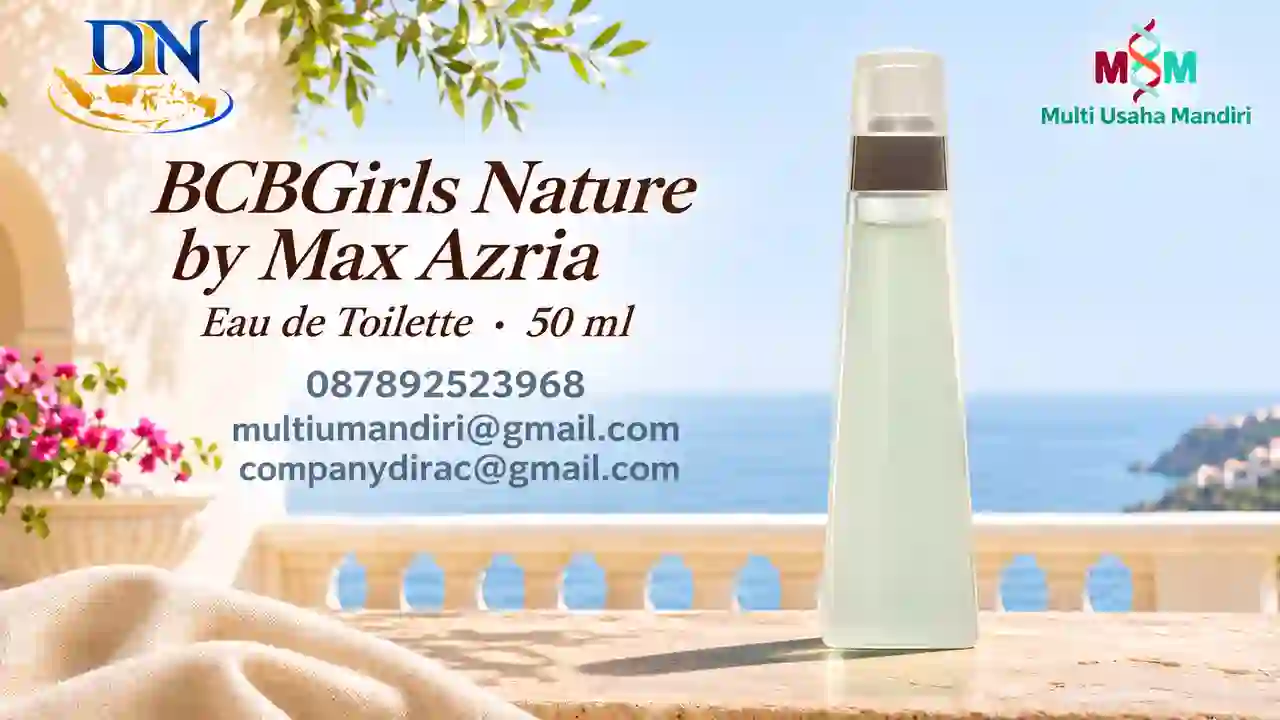 DIN
MSM
Multi Usaha Mandiri
BCBGirls Nature
by Max Azria
Eau de Toilette • 50 ml
087892523968
multiumandiri@gmail.com
companydirac@gmail.com